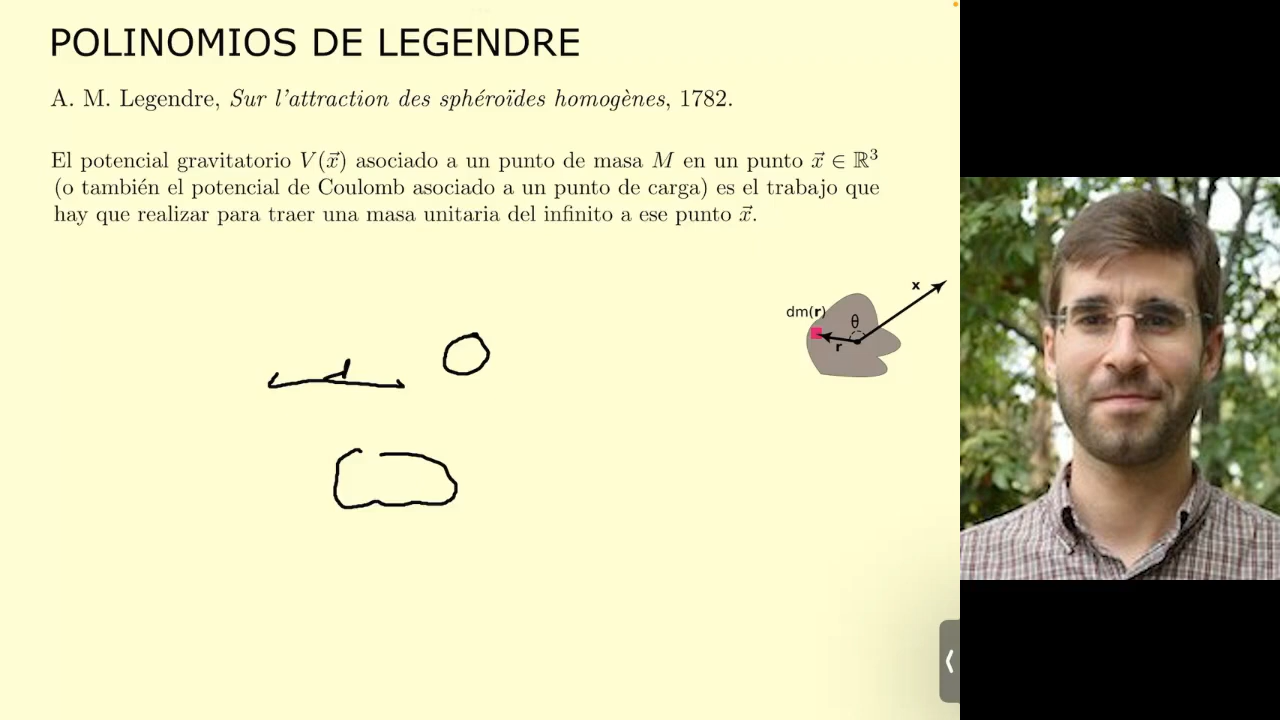 POLINOMIOS DE LEGENDRE
A. M. Legendre, Sur l'attraction des sphéroïdes homogènes, 1782.
El potencial gravitatorio V(x⃗) asociado a un punto de masa M en un punto x⃗ ∈ ℝ³
(o también el potencial de Coulomb asociado a un punto de carga) es el trabajo que
hay que realizar para traer una masa unitaria del infinito a ese punto x⃗.
x
dm(r)
θ
r